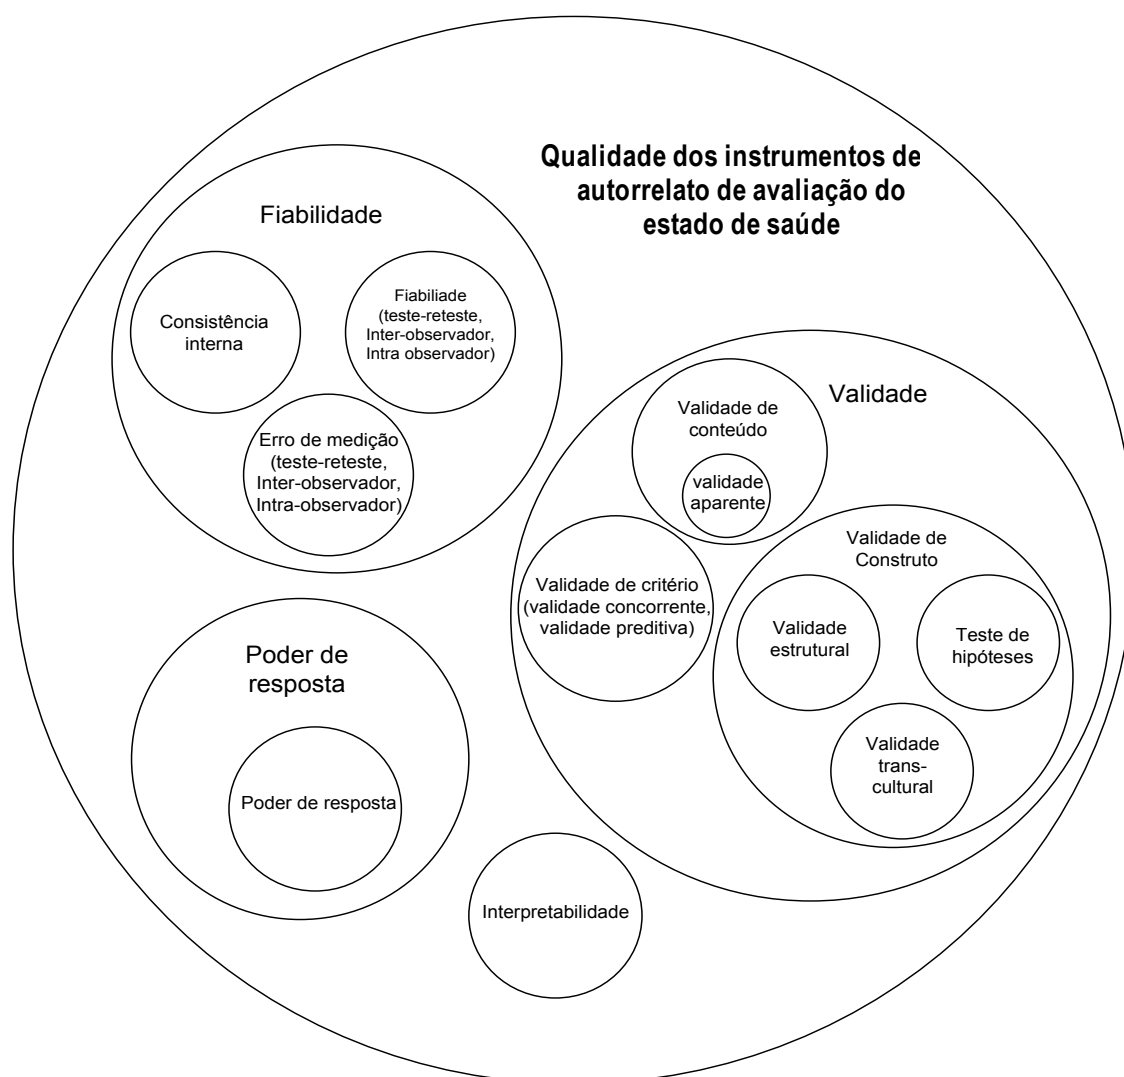 Qualidade dos instrumentos de
autorrelato de avaliação do
estado de saúde
Fiabilidade
Consistência
interna
Fiabiliade
(teste-reteste,
Inter-observador,
Intra observador)
Erro de medição
(teste-reteste,
Inter-observador,
Intra-observador)
Validade
Validade de
conteúdo
validade
aparente
Validade de critério
(validade concorrente,
validade preditiva)
Validade de
Construto
Validade
estrutural
Teste de
hipóteses
Validade
trans-
cultural
Poder de
resposta
Poder de resposta
Interpretabilidade